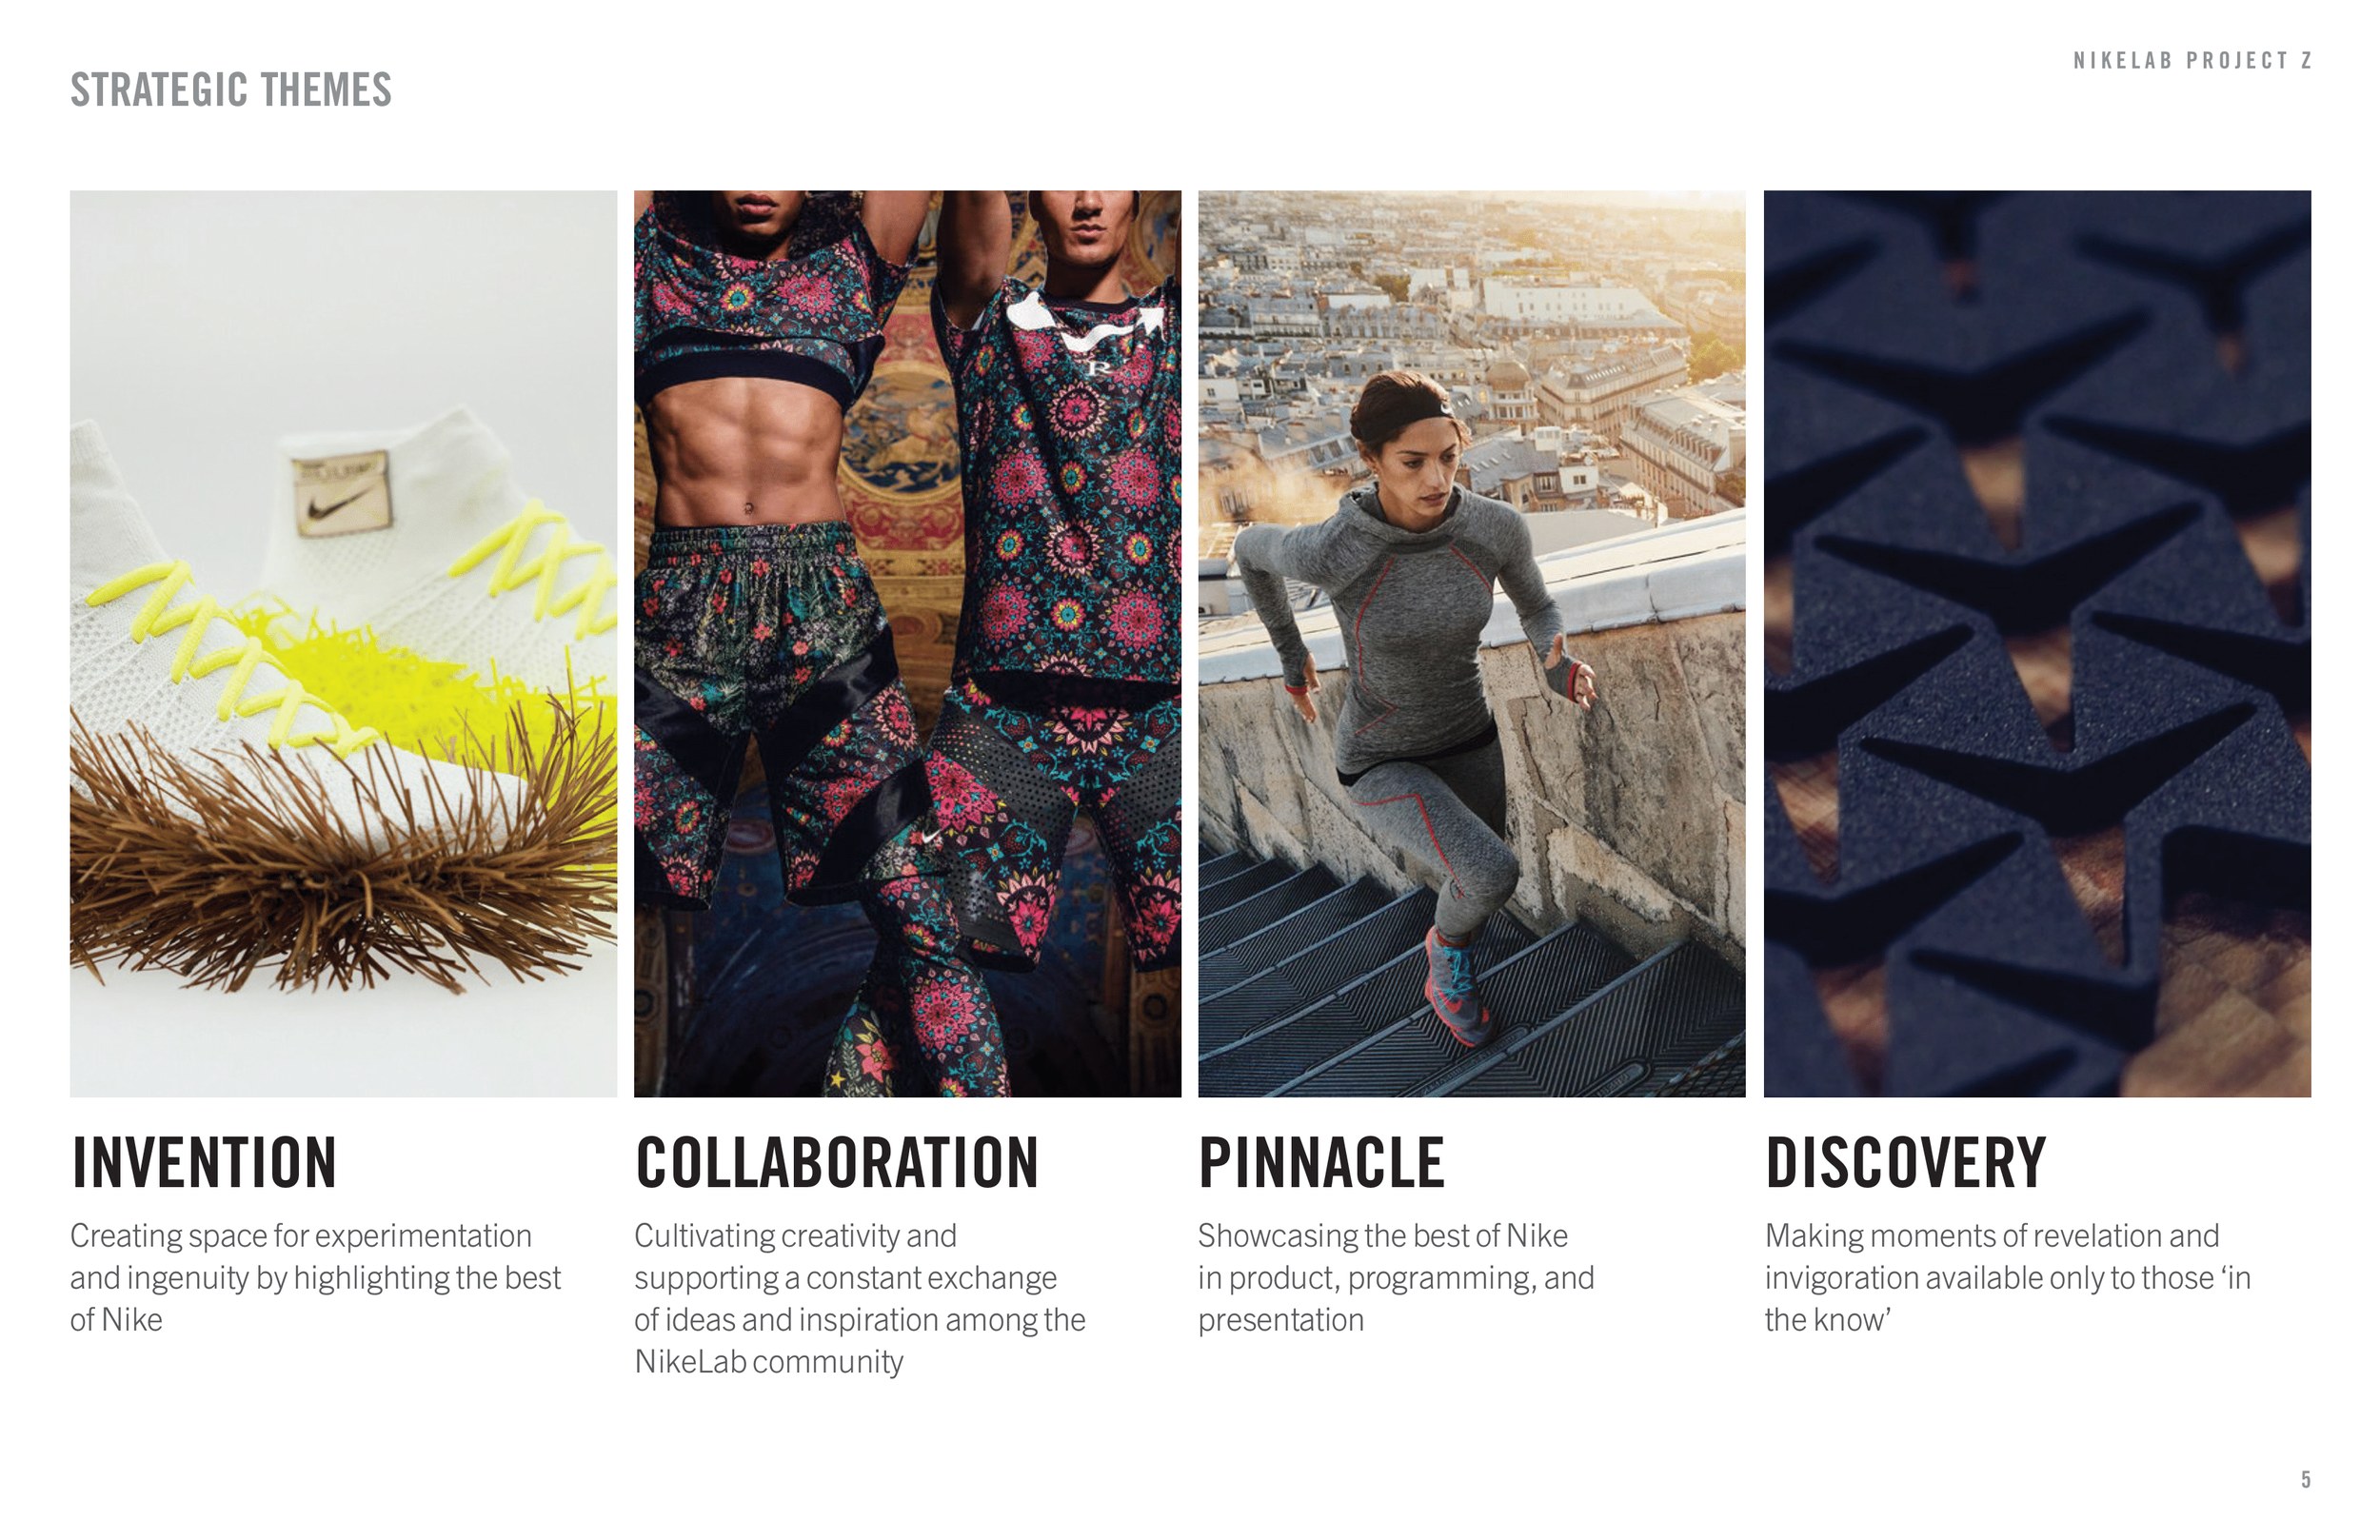 STRATEGIC THEMES
NIKELAB PROJECT Z
R
INVENTION
Creating space for experimentation
and ingenuity by highlighting the best
of Nike
COLLABORATION
Cultivating creativity and
supporting a constant exchange
of ideas and inspiration among the
NikeLab community
PINNACLE
Showcasing the best of Nike
in product, programming, and
presentation
DISCOVERY
Making moments of revelation and
invigoration available only to those ‘in
the know’
5